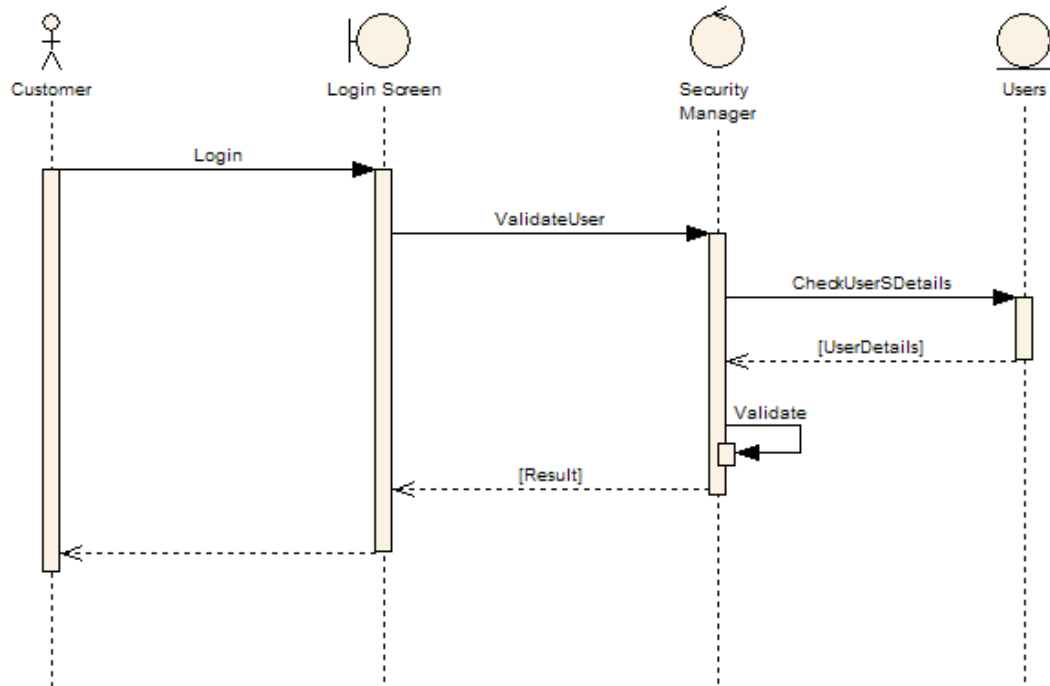 Customer
Login Screen
Security
Manager
Users
Login
ValidateUser
CheckUserSDetails
[UserDetails]
Validate
[Result]